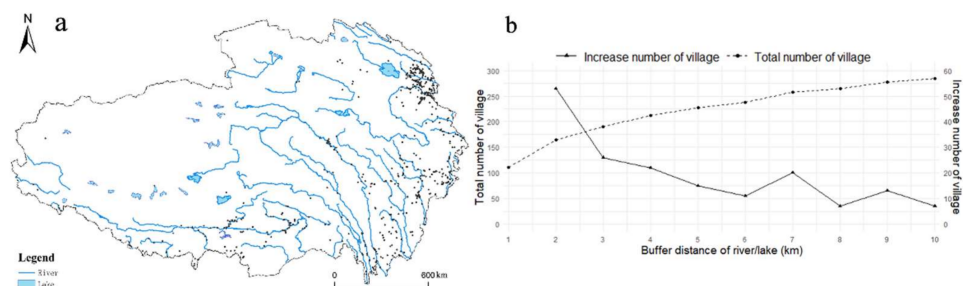 N
a
Legend
River
Lake
0 600 km
b
Increase number of village Total number of village
Total number of village
300
250
200
150
100
50
0
60
50
40
30
20
10
0
Increase number of village
1 2 3 4 5 6 7 8 9 10
Buffer distance of river/lake (km)